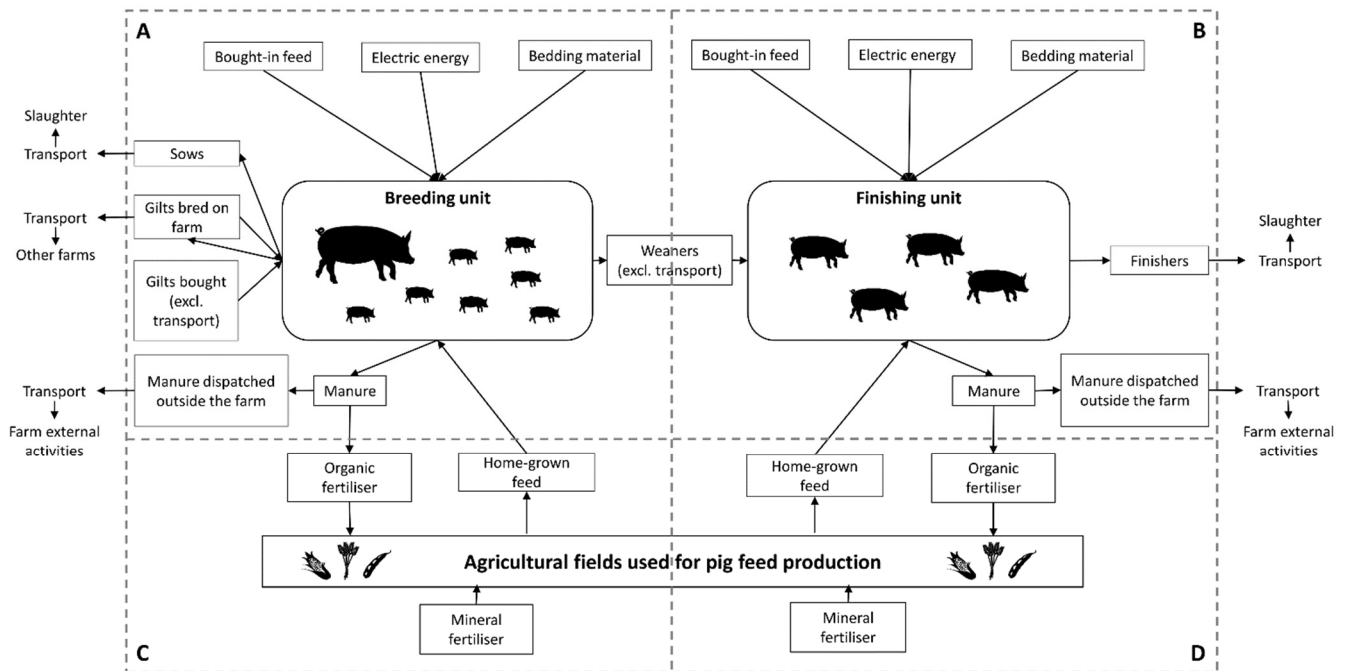 A
B
Bought-in feed
Electric energy
Bedding material
Bought-in feed
Electric energy
Bedding material
Slaughter
Transport
Sows
Transport
Other farms
Gilts bred on
farm
Gilts bought
(excl.
transport)
Breeding unit
Weaners
(excl. transport)
Finishing unit
Finishers
Slaughter
Transport
Transport
Farm external
activities
Manure dispatched
outside the farm
Manure
Manure
Manure dispatched
outside the farm
Transport
Farm external
activities
Organic
fertiliser
Home-grown
feed
Home-grown
feed
Organic
fertiliser
Agricultural fields used for pig feed production
Mineral
fertiliser
Mineral
fertiliser
C
D